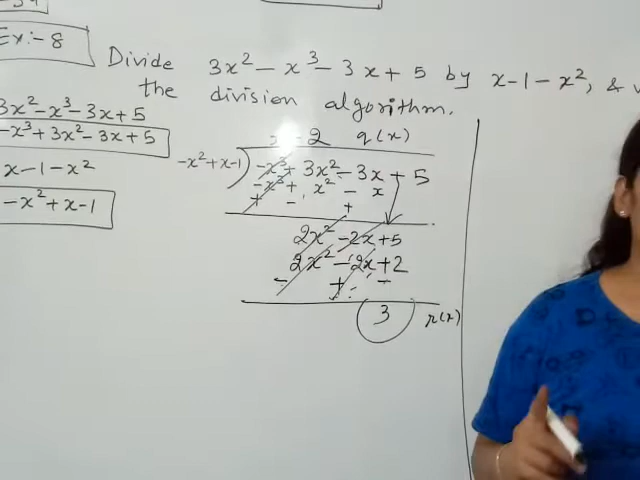 Ex:- 8
Divide 3x² - x³ - 3x + 5 by x - 1 - x², &
the division algorithm.
3x² - x³ - 3x + 5
-x³ + 3x² - 3x + 5
x - 1 - x²
-x² + x - 1
x - 2 q(x)
-x² + x - 1 ) -x³ + 3x² - 3x + 5
-x³ + x² - x
+ - +
2x² - 2x + 5
2x² - 2x + 2
- + -
3 r(x)